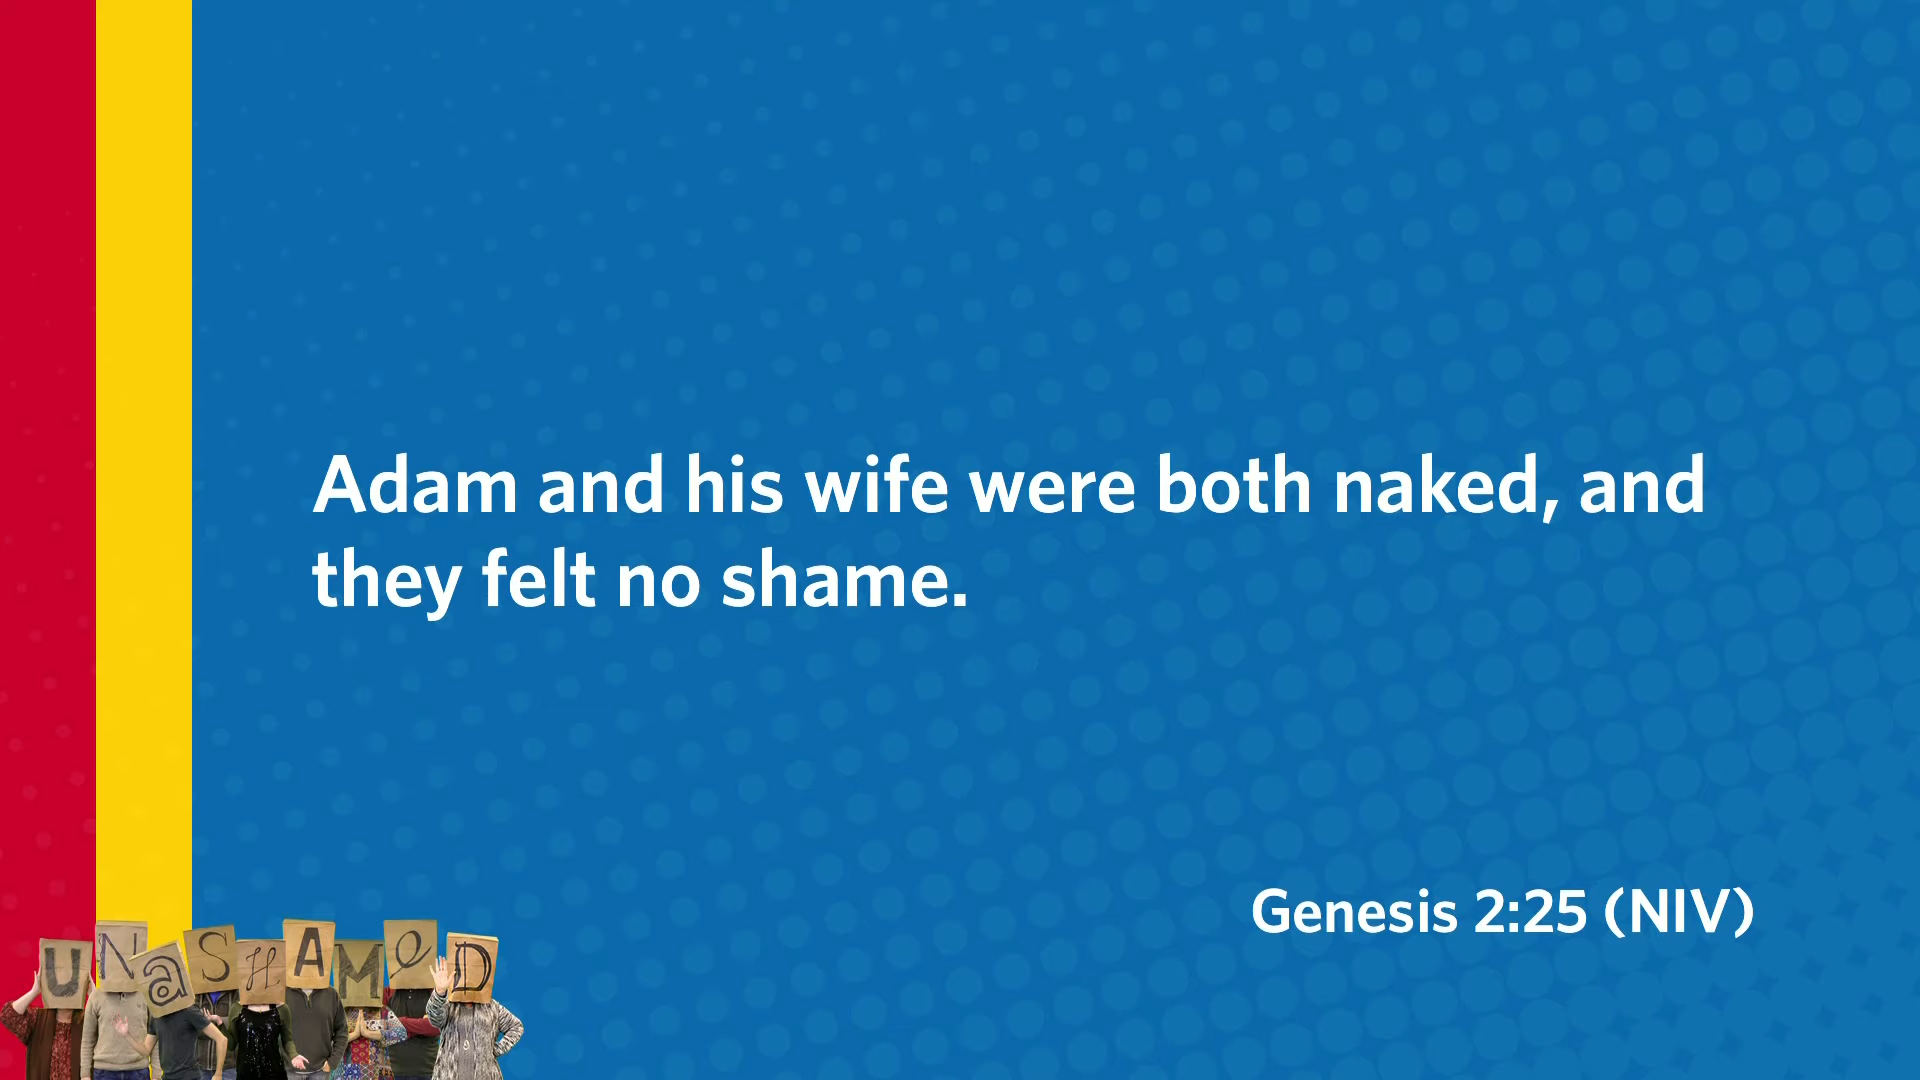 Adam and his wife were both naked, and
they felt no shame.
Genesis 2:25 (NIV)
UNaSHAMeD